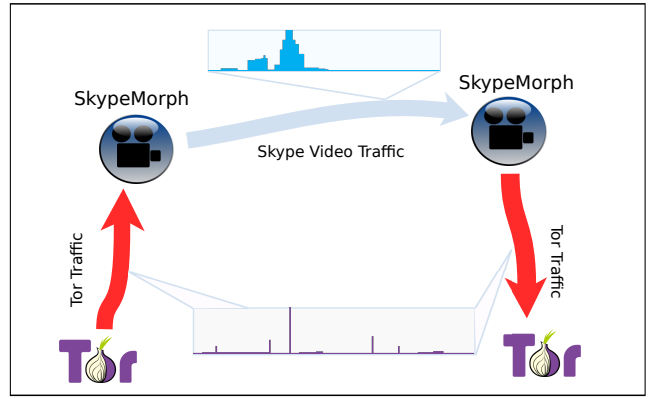 SkypeMorph
SkypeMorph
Skype Video Traffic
Tor Traffic
Tor Traffic
Tor
Tor